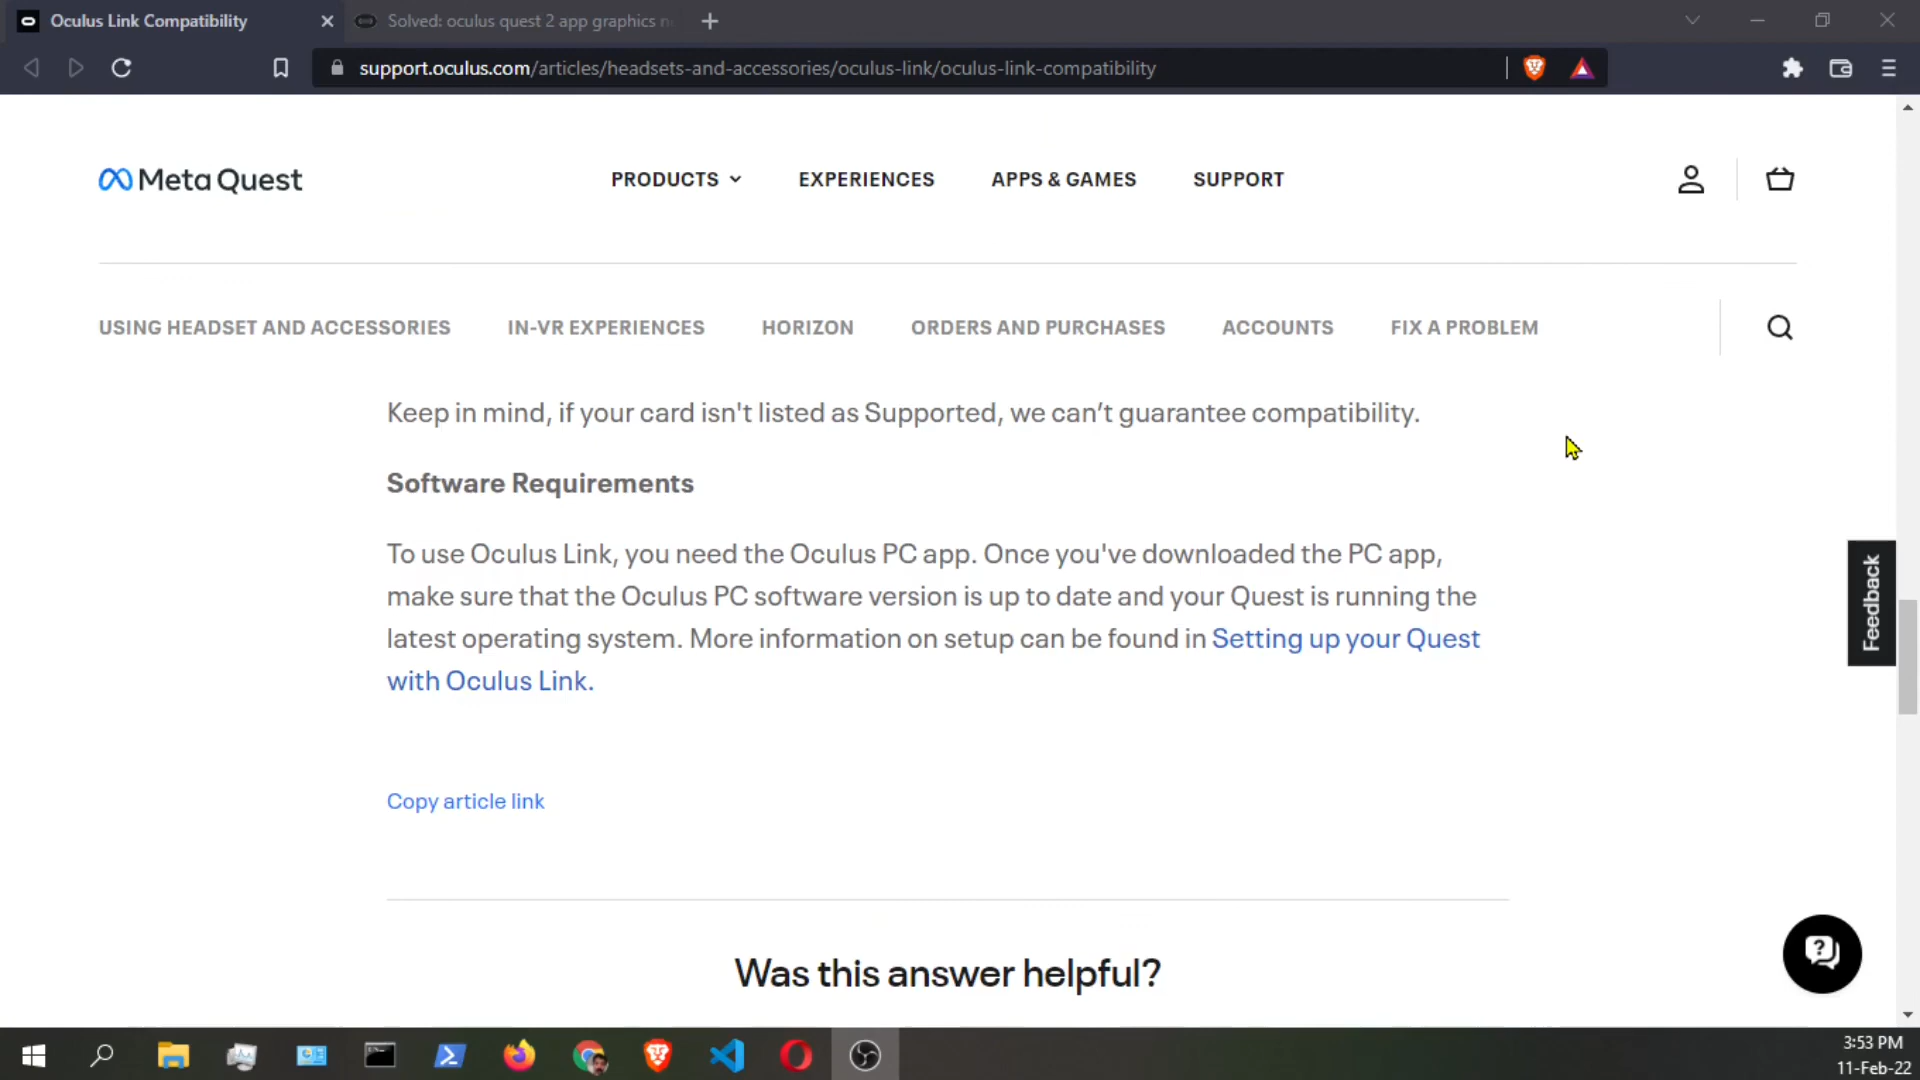 Oculus Link Compatibility
Solved: oculus quest 2 app graphics n
support.oculus.com/articles/headsets-and-accessories/oculus-link/oculus-link-compatibility
Meta Quest
PRODUCTS
EXPERIENCES
APPS & GAMES
SUPPORT
USING HEADSET AND ACCESSORIES
IN-VR EXPERIENCES
HORIZON
ORDERS AND PURCHASES
ACCOUNTS
FIX A PROBLEM
Keep in mind, if your card isn't listed as Supported, we can’t guarantee compatibility.
Software Requirements
To use Oculus Link, you need the Oculus PC app. Once you've downloaded the PC app,
make sure that the Oculus PC software version is up to date and your Quest is running the
latest operating system. More information on setup can be found in Setting up your Quest
with Oculus Link.
Feedback
Copy article link
Was this answer helpful?
3:53 PM
11-Feb-22